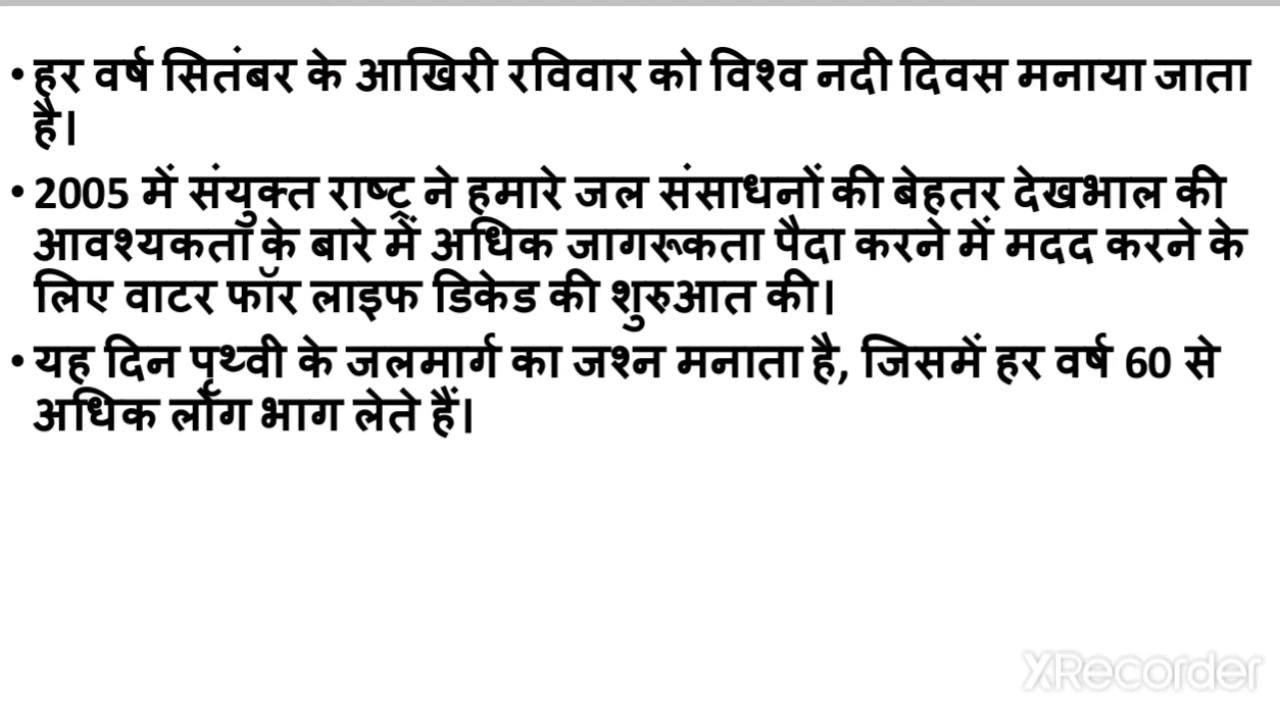 • हर वर्ष सितंबर के आखिरी रविवार को विश्व नदी दिवस मनाया जाता
है।
• 2005 में संयुक्त राष्ट्र ने हमारे जल संसाधनों की बेहतर देखभाल की
आवश्यकता के बारे में अधिक जागरूकता पैदा करने में मदद करने के
लिए वाटर फॉर लाइफ डिकेड की शुरुआत की।
• यह दिन पृथ्वी के जलमार्ग का जश्न मनाता है, जिसमें हर वर्ष 60 से
अधिक लोग भाग लेते हैं।
XRecorder